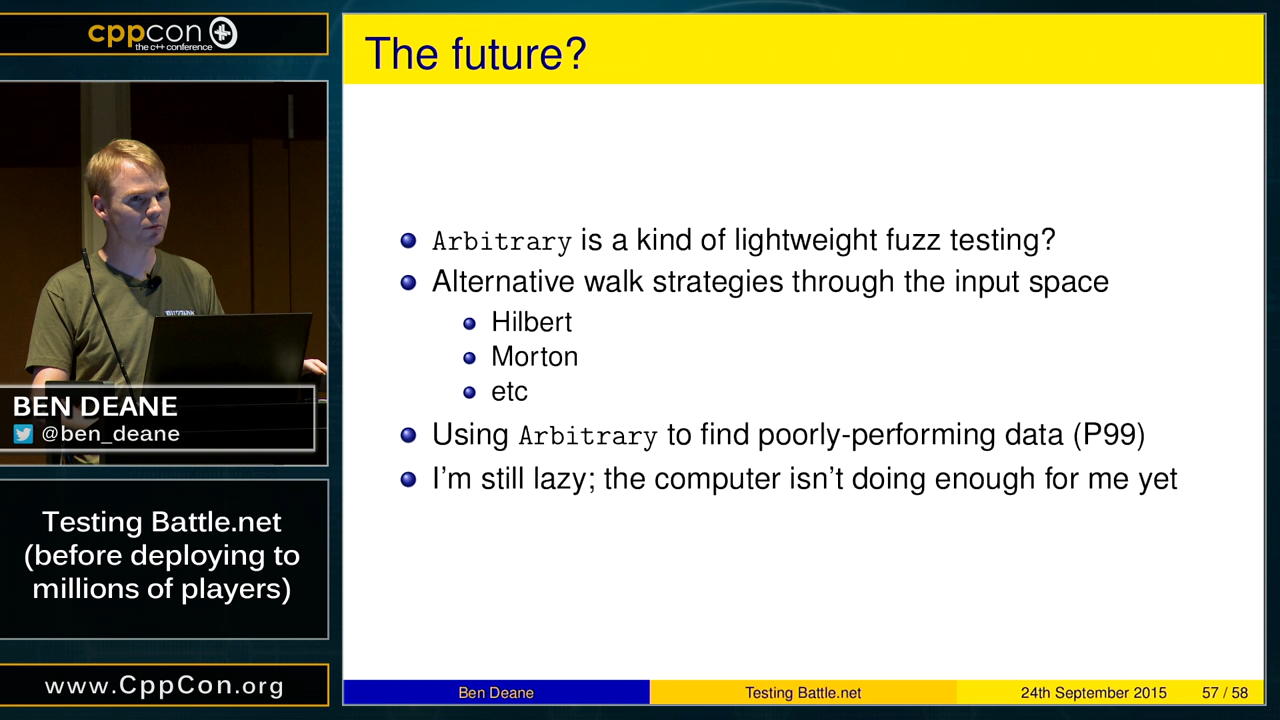 cppcon
the c++ conference
BEN DEANE
@ben_deane
Testing Battle.net
(before deploying to
millions of players)
www.CppCon.org
The future?
Arbitrary is a kind of lightweight fuzz testing?
Alternative walk strategies through the input space
Hilbert
Morton
etc
Using Arbitrary to find poorly-performing data (P99)
I'm still lazy; the computer isn't doing enough for me yet
Ben Deane
Testing Battle.net
24th September 2015
57 / 58